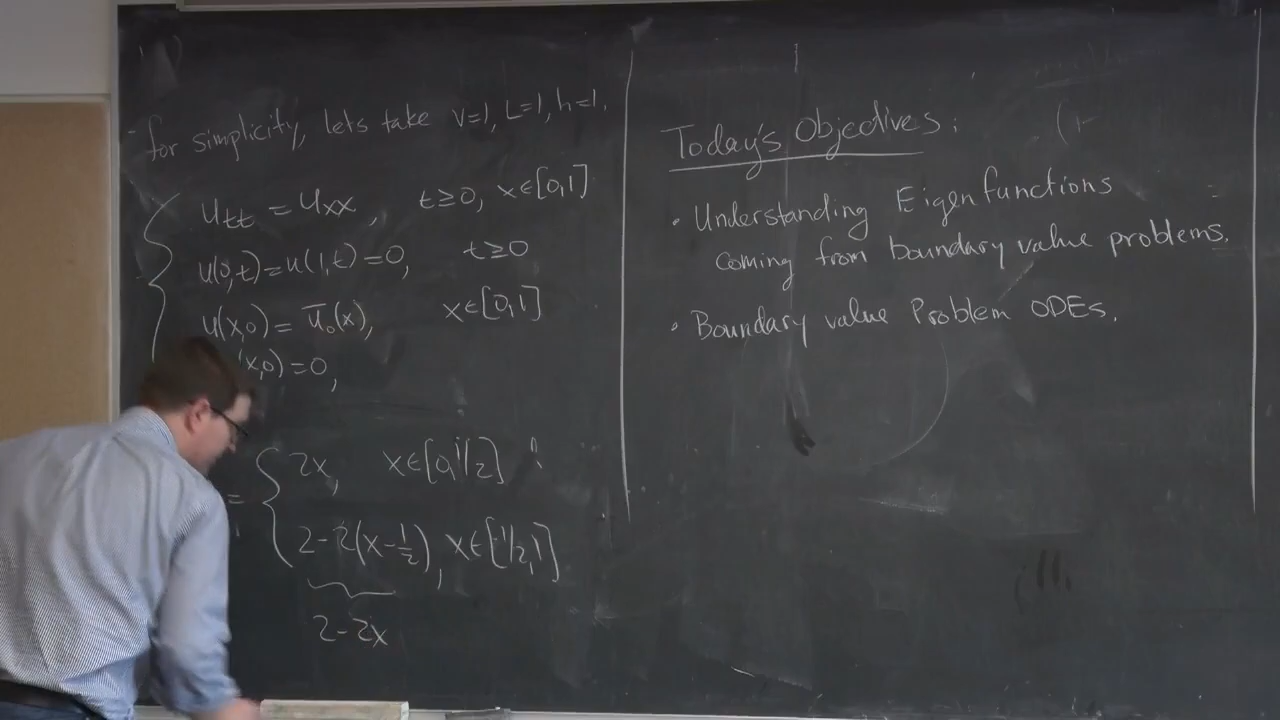 for simplicity, lets take v=1, L=1, h=1.
u_tt = u_xx, t≥0, x∈[0,1]
u(0,t)=u(1,t)=0, t≥0
u(x,0)= ū₀(x), x∈[0,1]
x,0)=0,
= { 2x, x∈[0,1/2]
2-2(x-1/2), x∈[1/2,1]
2-2x
Today's Objectives:
• Understanding Eigenfunctions
coming from boundary value problems.
• Boundary value Problem ODEs.